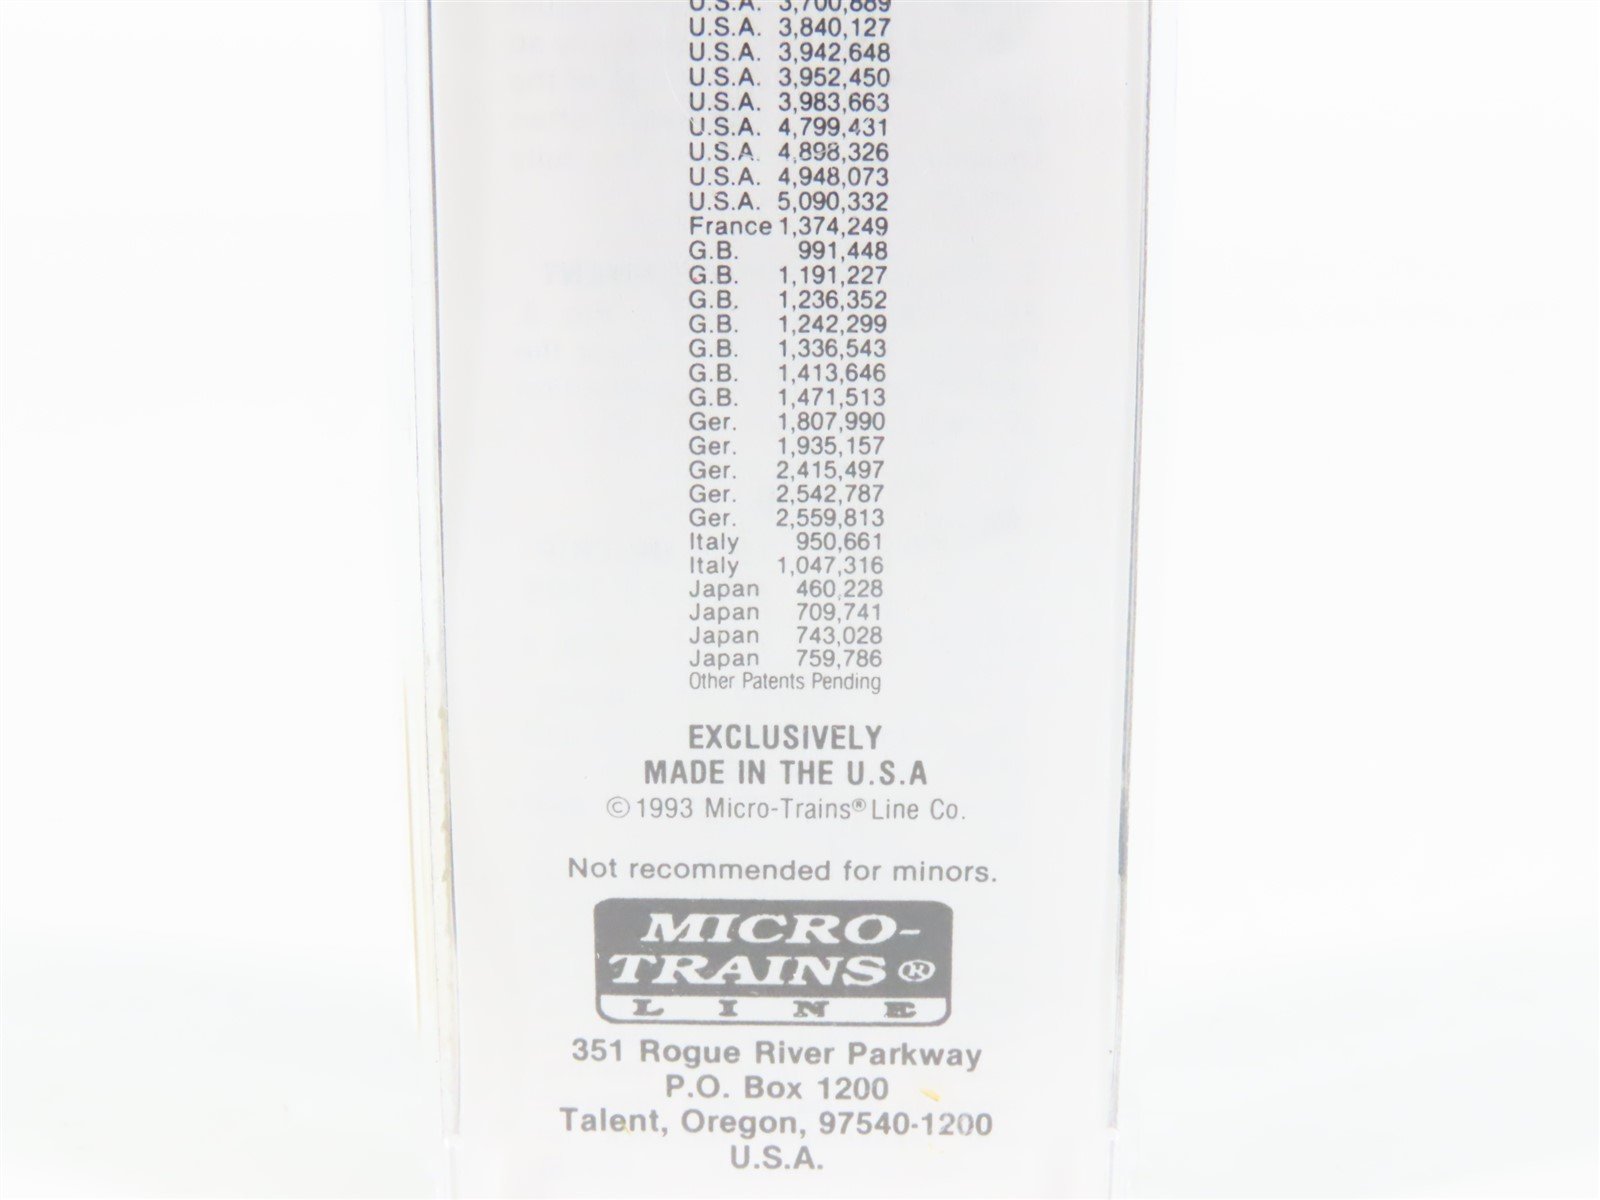 U.S.A. 3,700,889
U.S.A. 3,840,127
U.S.A. 3,942,648
U.S.A. 3,952,450
U.S.A. 3,983,663
U.S.A. 4,799,431
U.S.A. 4,898,326
U.S.A. 4,948,073
U.S.A. 5,090,332
France 1,374,249
G.B. 991,448
G.B. 1,191,227
G.B. 1,236,352
G.B. 1,242,299
G.B. 1,336,543
G.B. 1,413,646
G.B. 1,471,513
Ger. 1,807,990
Ger. 1,935,157
Ger. 2,415,497
Ger. 2,542,787
Ger. 2,559,813
Italy 950,661
Italy 1,047,316
Japan 460,228
Japan 709,741
Japan 743,028
Japan 759,786
Other Patents Pending
EXCLUSIVELY
MADE IN THE U.S.A
© 1993 Micro-Trains® Line Co.
Not recommended for minors.
MICRO-
TRAINS®
LINE
351 Rogue River Parkway
P.O. Box 1200
Talent, Oregon, 97540-1200
U.S.A.